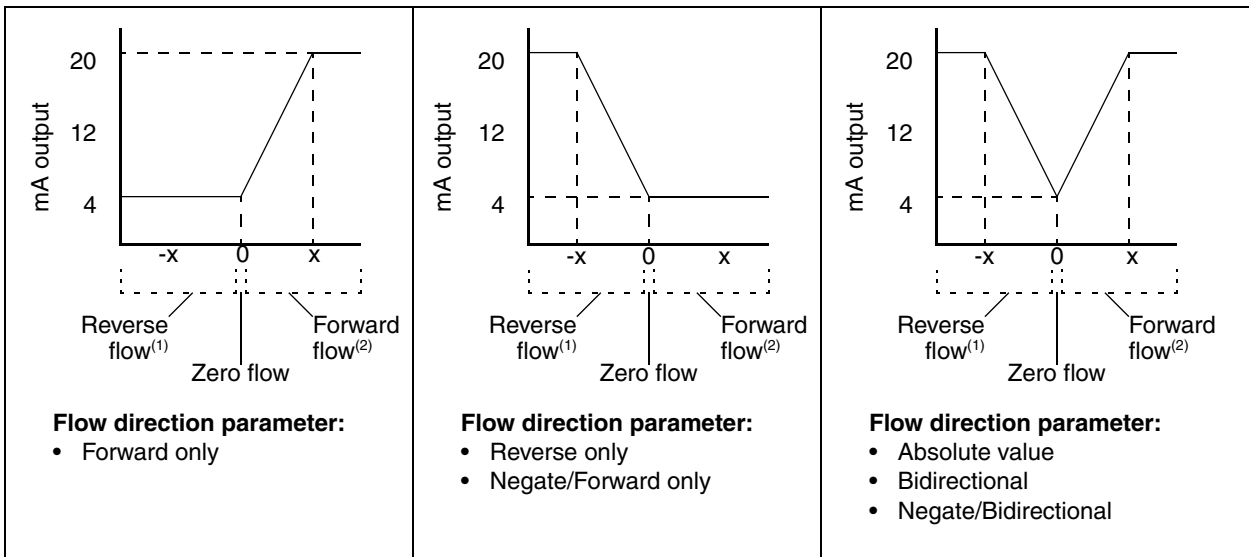 20
12
4
mA output
-x 0 x
Reverse flow(1)
Forward flow(2)
Zero flow
Flow direction parameter:
• Forward only
20
12
4
mA output
-x 0 x
Reverse flow(1)
Forward flow(2)
Zero flow
Flow direction parameter:
• Reverse only
• Negate/Forward only
20
12
4
mA output
-x 0 x
Reverse flow(1)
Forward flow(2)
Zero flow
Flow direction parameter:
• Absolute value
• Bidirectional
• Negate/Bidirectional